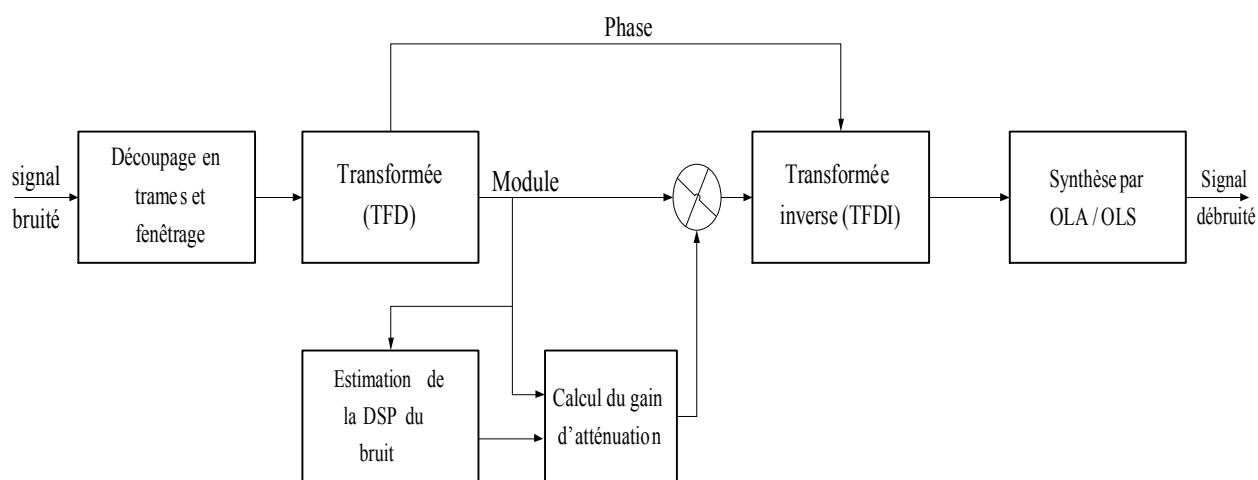 Phase
signal
bruité
Découpage en
trames et
fenêtrage
Transformée
(TFD)
Module
Transformée
inverse (TFDI)
Synthèse par
OLA / OLS
Signal
débruité
Estimation de
la DSP du
bruit
Calcul du gain
d'atténuation